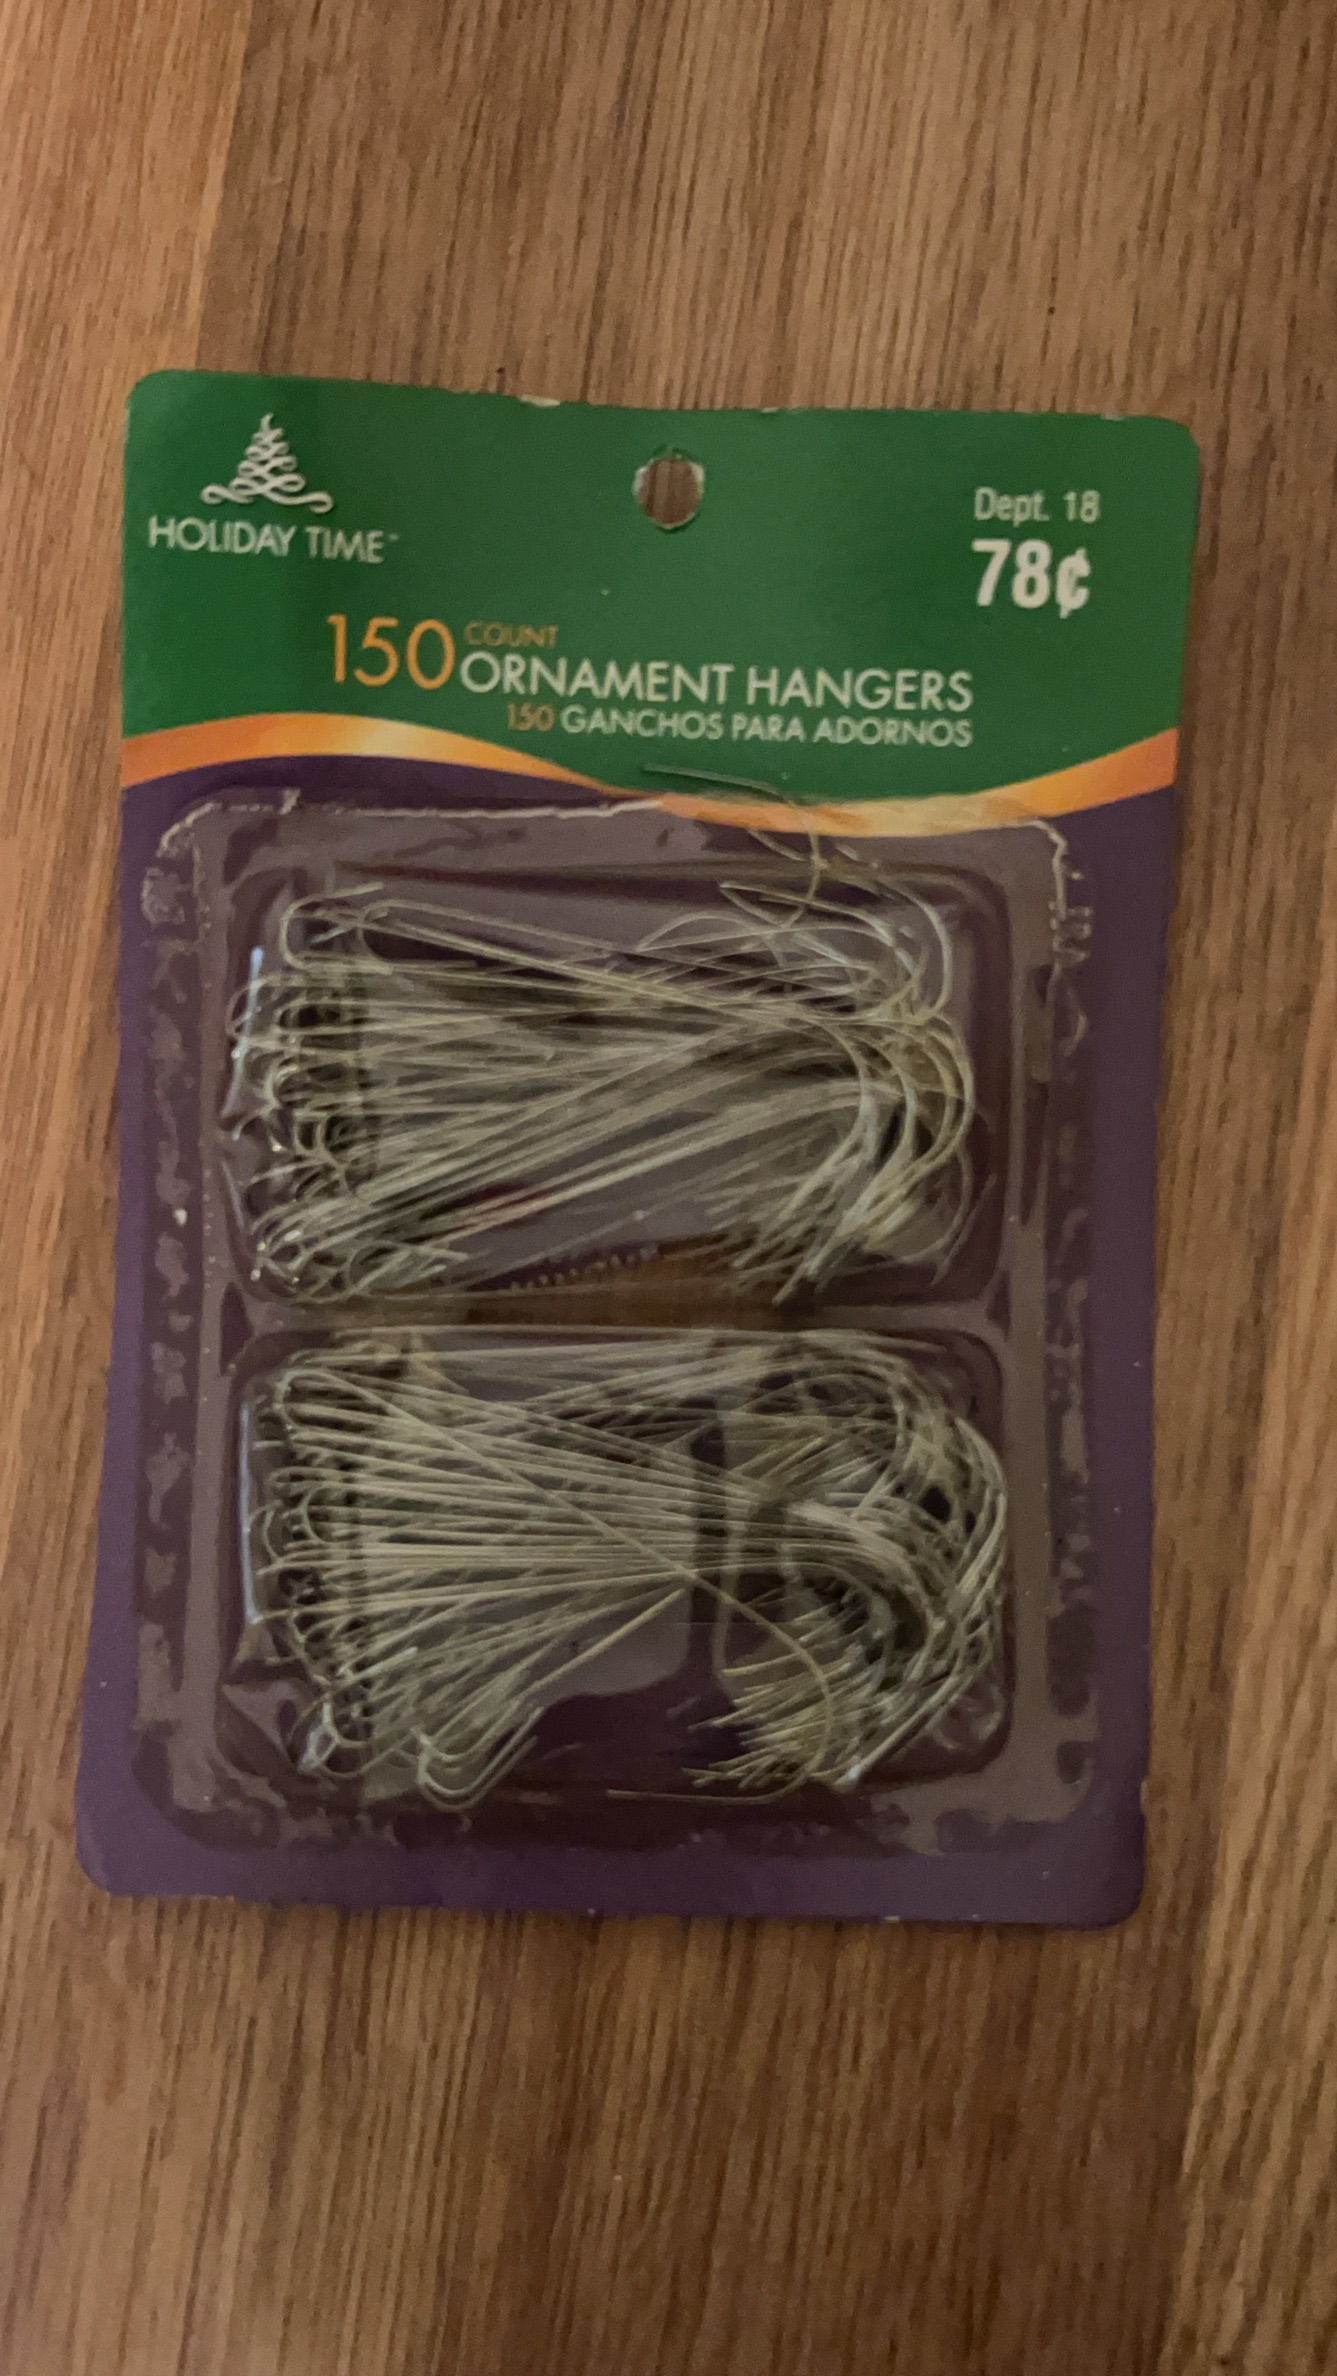 HOLIDAY TIME™
Dept. 18
78¢
150 COUNT
ORNAMENT HANGERS
150 GANCHOS PARA ADORNOS